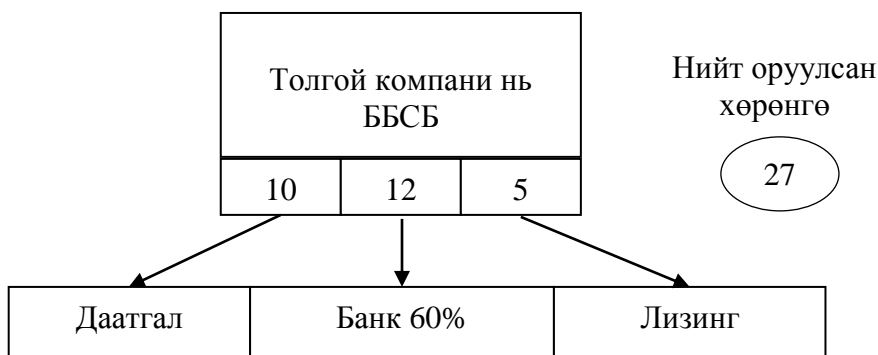 Толгой компани нь
ББСБ
Нийт оруулсан
хөрөнгө
27
10 12 5
Даатгал Банк 60% Лизинг